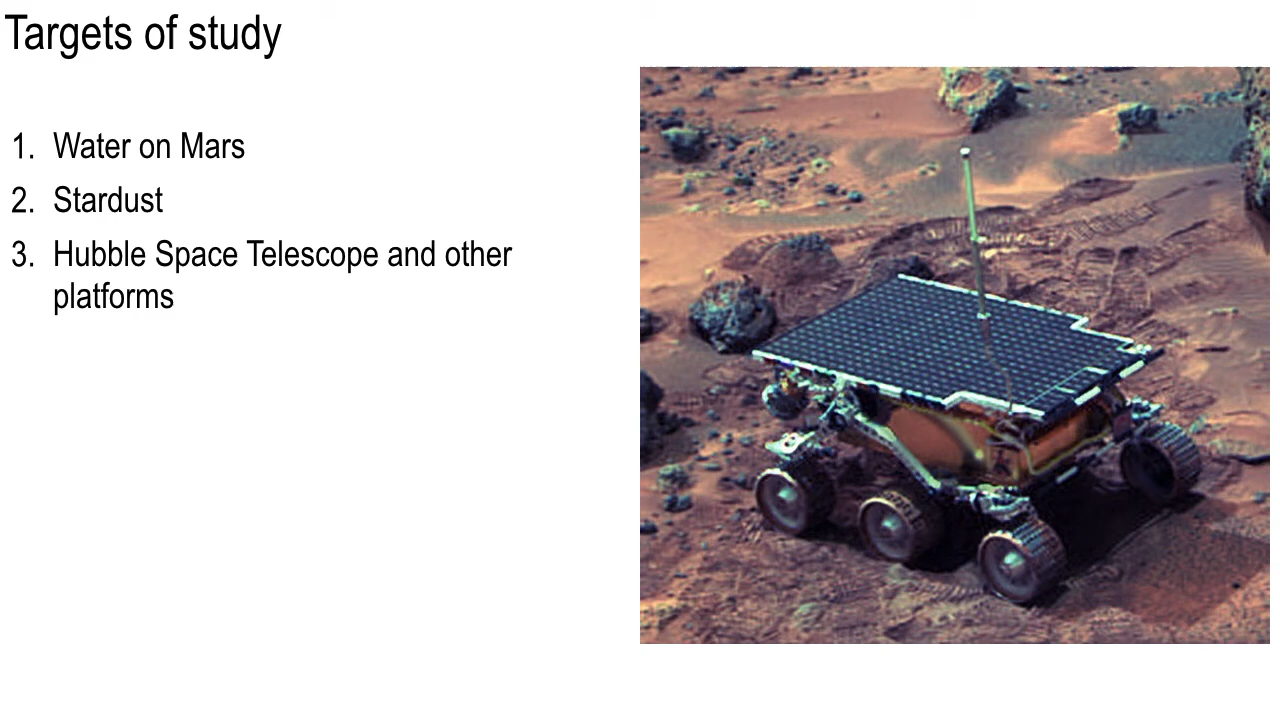 Targets of study
1. Water on Mars
2. Stardust
3. Hubble Space Telescope and other
platforms